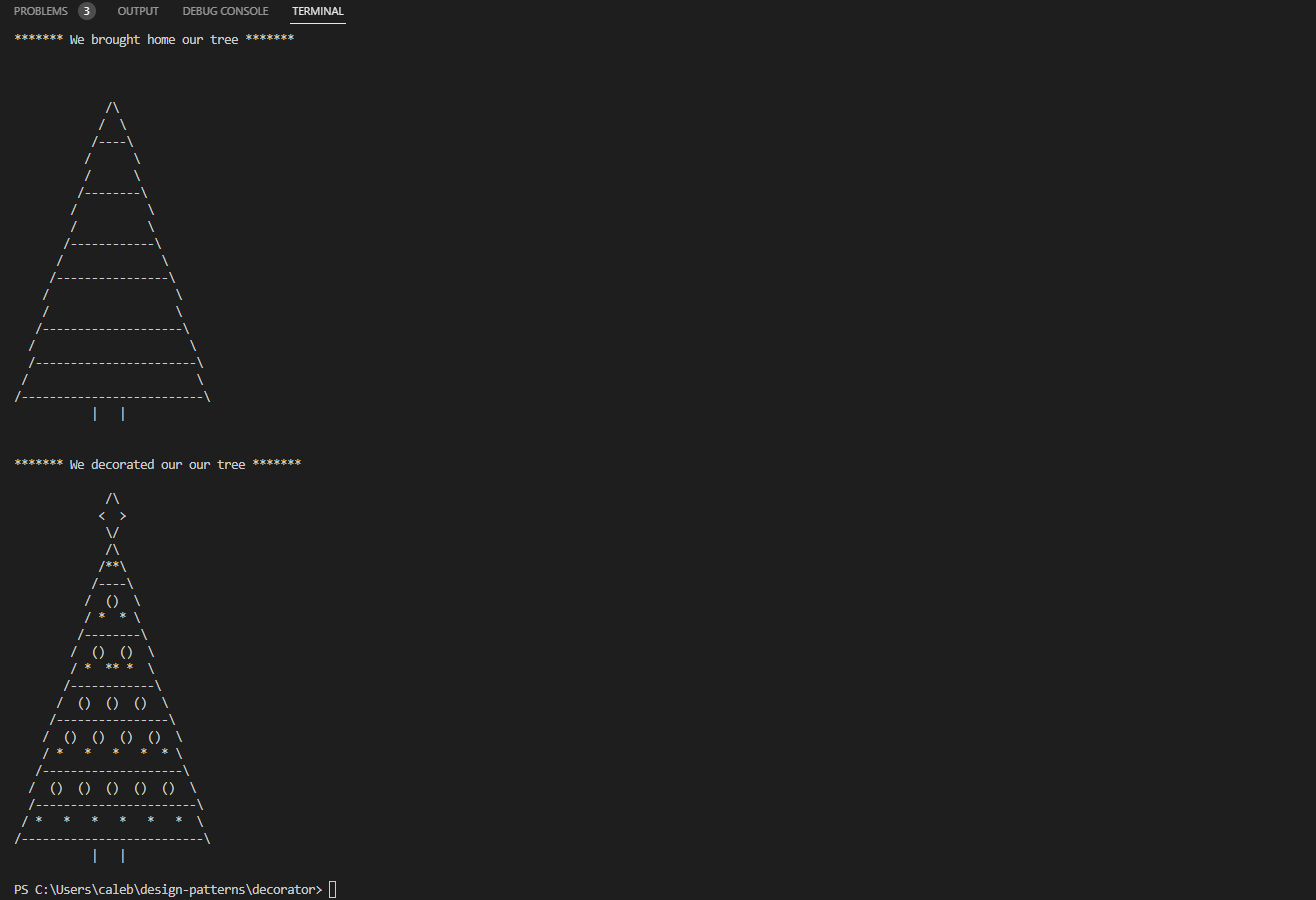 PROBLEMS 3 OUTPUT DEBUG CONSOLE TERMINAL
******* We brought home our tree *******
             /\
            /  \
           /----\
          /      \
          /      \
         /--------\
        /          \
        /          \
       /------------\
      /              \
     /----------------\
    /                  \
    /                  \
   /--------------------\
  /                      \
  /-----------------------\
 /                        \
/--------------------------\
           |   |
******* We decorated our our tree *******
             /\
            <  >
             \/
             /\
            /**\
           /----\
          /  ()  \
          / *  * \
         /--------\
        /  ()  ()  \
        / *  ** *  \
       /------------\
      /  ()  ()  ()  \
     /----------------\
    /  ()  ()  ()  ()  \
    / *   *   *   *  * \
   /--------------------\
  /  ()  ()  ()  ()  ()  \
  /-----------------------\
 / *   *   *   *   *   *  \
/--------------------------\
           |   |
PS C:\Users\caleb\design-patterns\decorator>